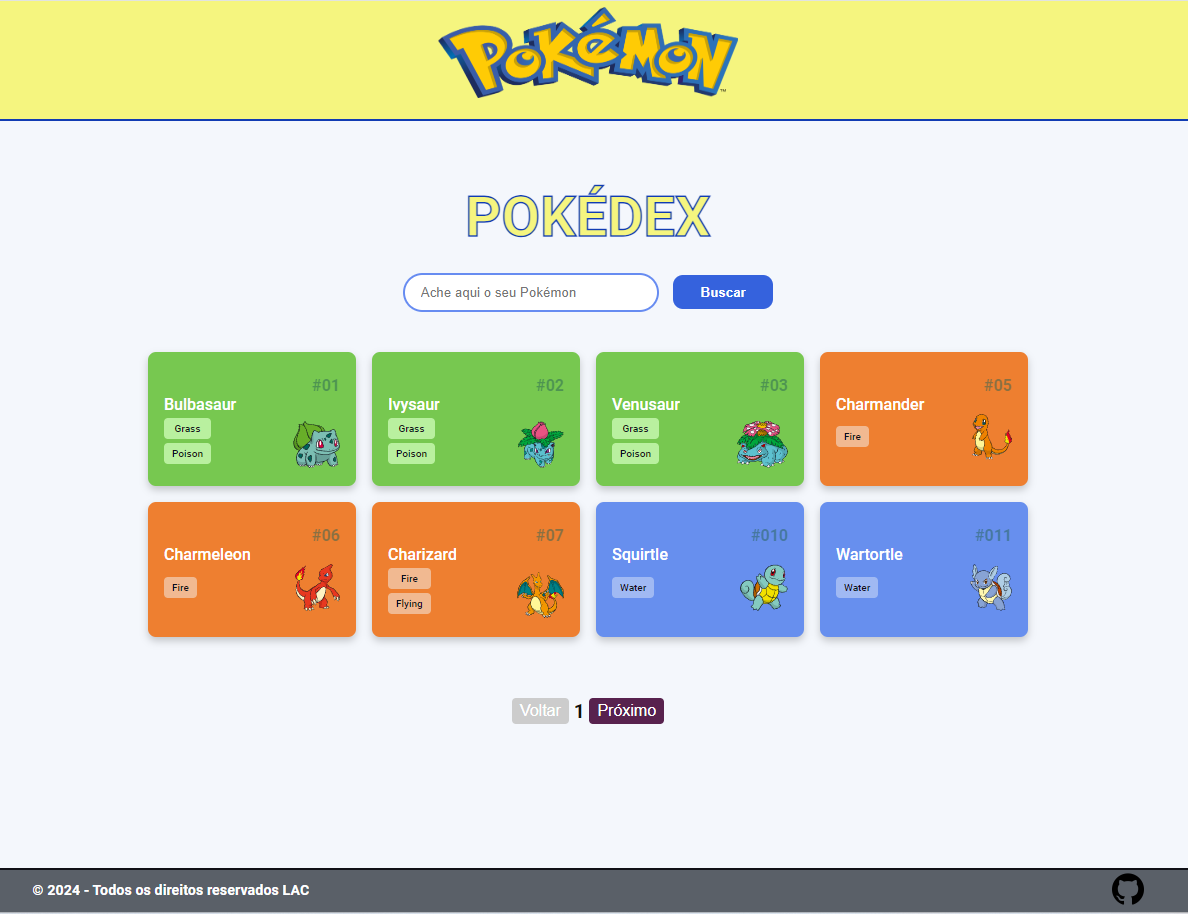 Pokémon
TM
POKÉDEX
Ache aqui o seu Pokémon
Buscar
#01
Bulbasaur
Grass
Poison
#02
Ivysaur
Grass
Poison
#03
Venusaur
Grass
Poison
#05
Charmander
Fire
#06
Charmeleon
Fire
#07
Charizard
Fire
Flying
#010
Squirtle
Water
#011
Wartortle
Water
Voltar 1 Próximo
© 2024 - Todos os direitos reservados LAC